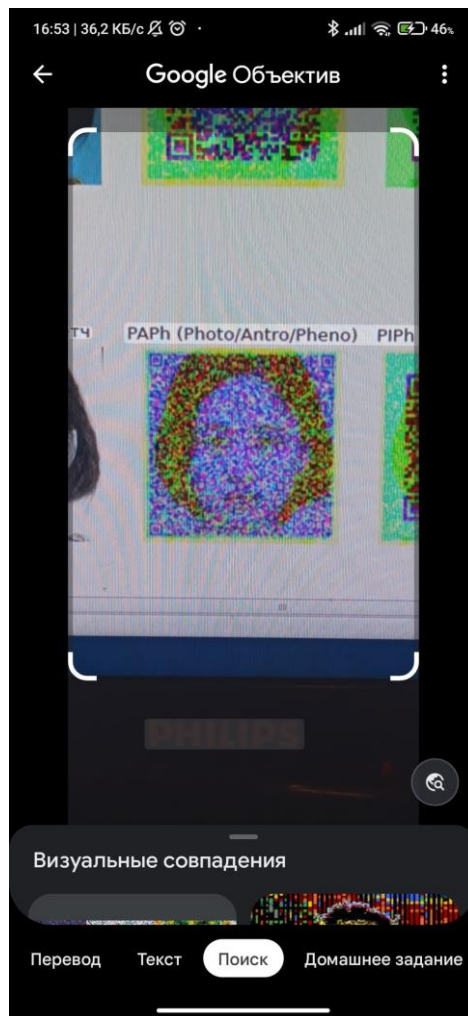 16:53 | 36,2 КБ/с
46%
Google Объектив
тч
PAPh (Photo/Antro/Pheno)
PIPh
PHILIPS
Визуальные совпадения
Перевод
Текст
Поиск
Домашнее задание